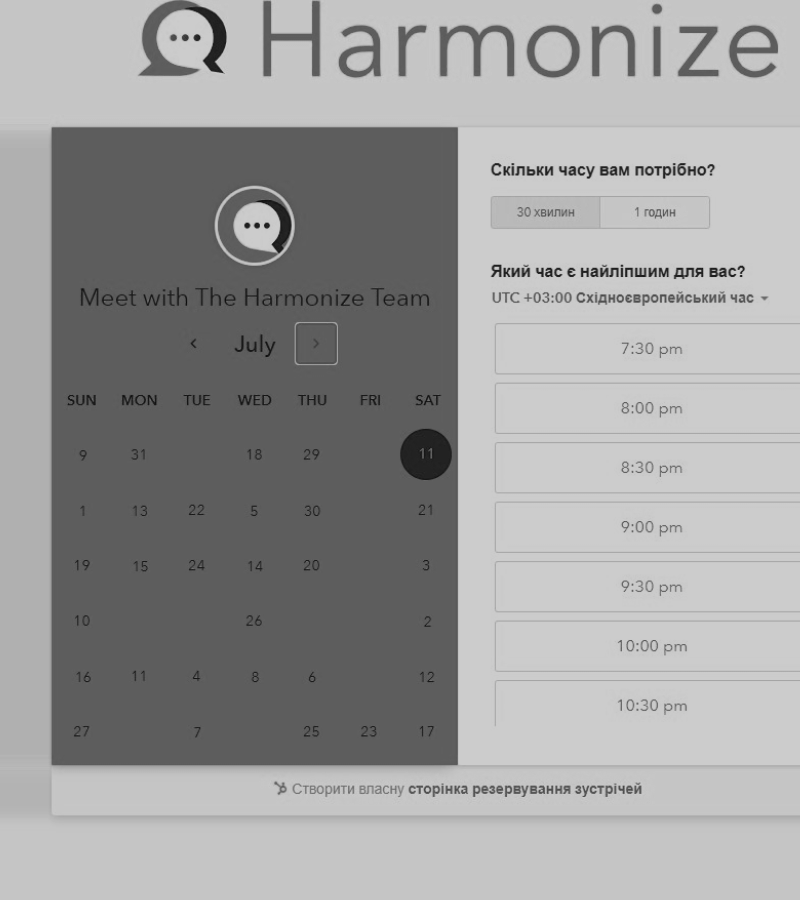 Harmonize
Meet with The Harmonize Team
July
SUN MON TUE WED THU FRI SAT
9 31 18 29 11
1 13 22 5 30 21
19 15 24 14 20 3
10 26 2
16 11 4 8 6 12
27 7 25 23 17
Скільки часу вам потрібно?
30 хвилин 1 годин
Який час є найліпшим для вас?
UTC +03:00 Східноєвропейський час
7:30 pm
8:00 pm
8:30 pm
9:00 pm
9:30 pm
10:00 pm
10:30 pm
Створити власну сторінка резервування зустрічей